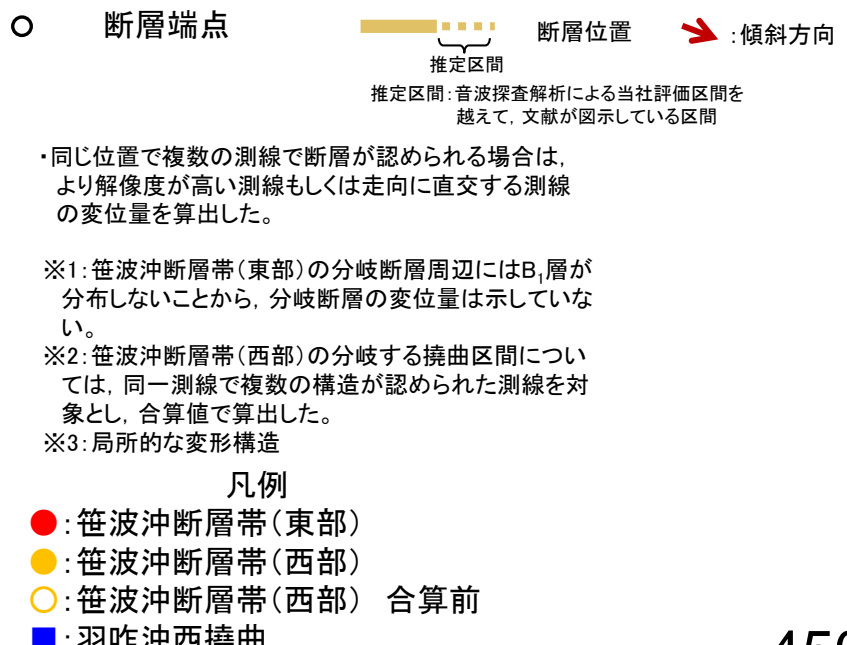 断層端点
断層位置
:傾斜方向
推定区間
推定区間:音波探査解析による当社評価区間を
越えて，文献が図示している区間
・同じ位置で複数の測線で断層が認められる場合は，
より解像度が高い測線もしくは走向に直交する測線
の変位量を算出した。
※1:笹波沖断層帯(東部)の分岐断層周辺にはB₁層が
分布しないことから，分岐断層の変位量は示していな
い。
※2:笹波沖断層帯(西部)の分岐する撓曲区間につい
ては，同一測線で複数の構造が認められた測線を対
象とし，合算値で算出した。
※3:局所的な変形構造
凡例
●:笹波沖断層帯(東部)
●:笹波沖断層帯(西部)
○:笹波沖断層帯(西部) 合算前
■:羽咋沖西撓曲